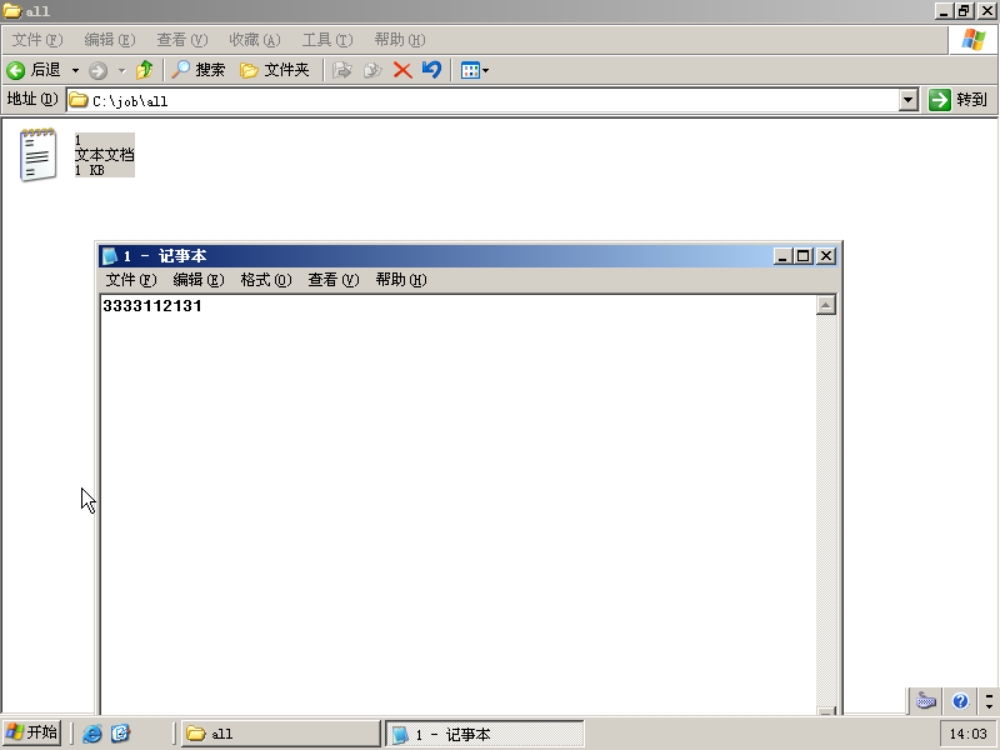 all
文件(F) 编辑(E) 查看(V) 收藏(A) 工具(T) 帮助(H)
后退 搜索 文件夹
地址(D) C:\job\all 转到
1
文本文档
1 KB
1 - 记事本
文件(F) 编辑(E) 格式(O) 查看(V) 帮助(H)
3333112131
开始 all 1 - 记事本 14:03